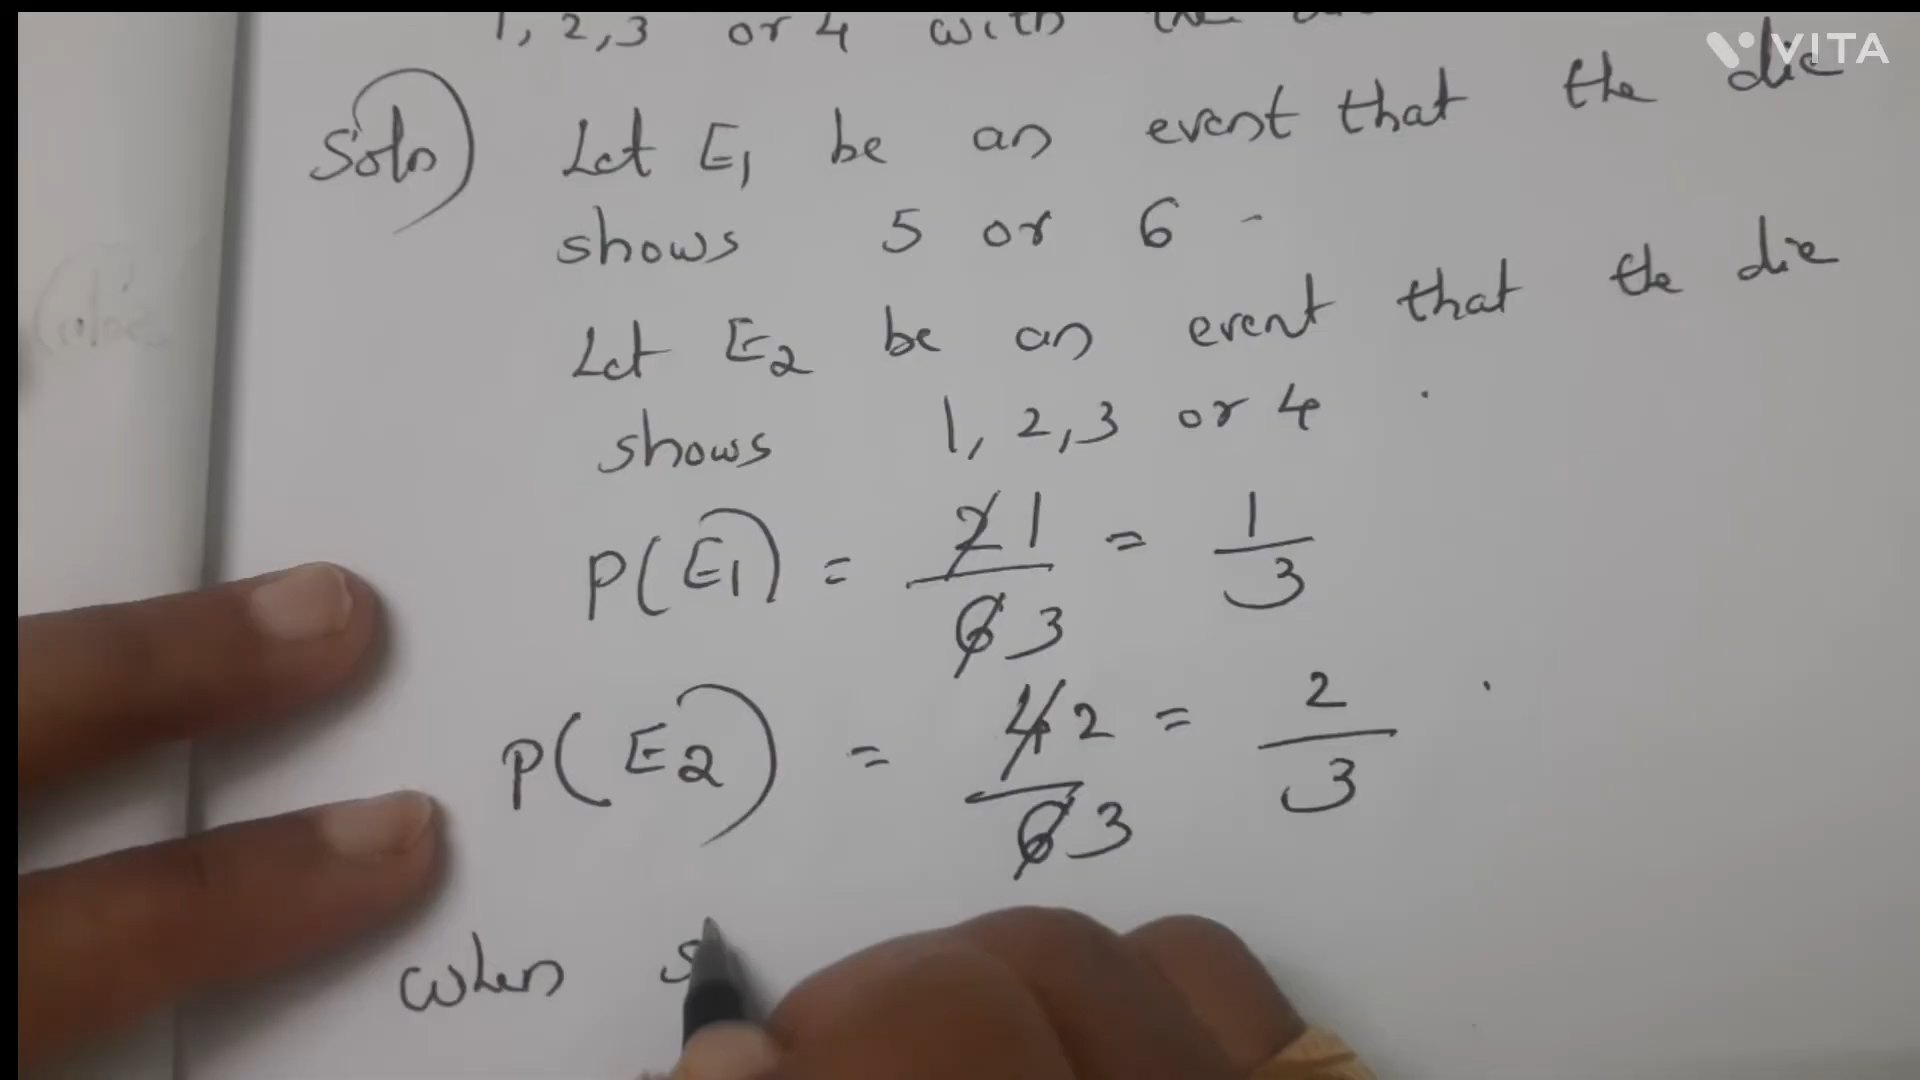 1, 2, 3 or 4 with the
VITA
Soln) Let E1 be an event that the die
shows 5 or 6 -
Let E2 be an event that the die
shows 1, 2, 3 or 4 .
P(E1) = 2 1 / 6 3 = 1 / 3
P(E2) = 4 2 / 6 3 = 2 / 3 .
when